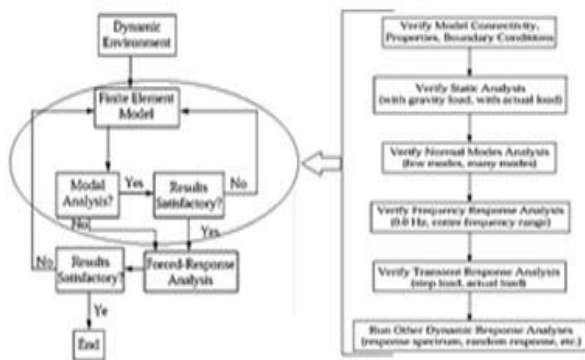 Dynamic
Environment
Finite Element
Model
Modal
Analysis?
Yes
Results
Satisfactory?
No
No
Yes
No
Results
Satisfactory?
Forced-Response
Analysis
Ye
End
Verify Model Connectivity,
Properties, Boundary Conditions
Verify Static Analysis
(with gravity load, with actual load)
Verify Normal Modes Analysis
(few modes, many modes)
Verify Frequency Response Analysis
(0.0 Hz, entire frequency range)
Verify Transient Response Analysis
(step load, actual load)
Run Other Dynamic Response Analyses
(response spectrum, random response, etc.)